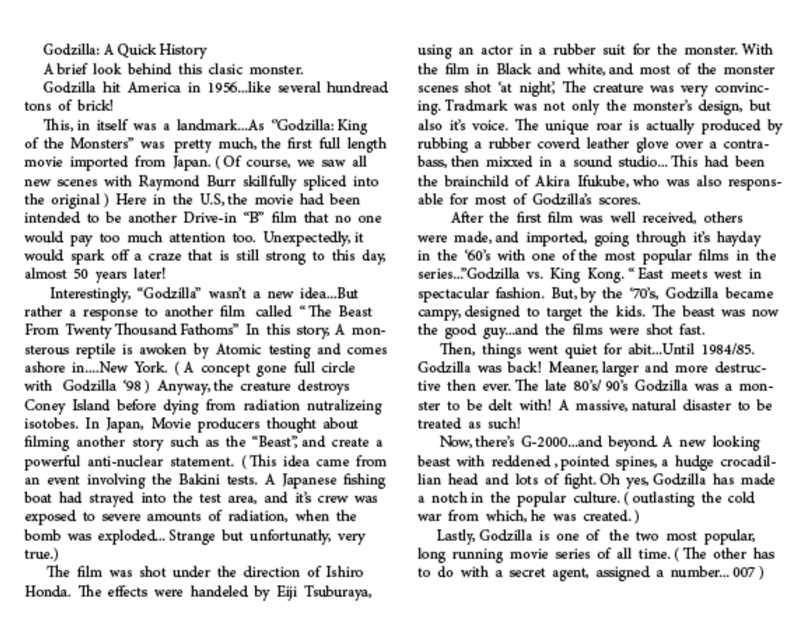 Godzilla: A Quick History
A brief look behind this clasic monster.
Godzilla hit America in 1956...like several hundread
tons of brick!
This, in itself was a landmark...As “Godzilla: King
of the Monsters” was pretty much, the first full length
movie imported from Japan. ( Of course, we saw all
new scenes with Raymond Burr skillfully spliced into
the original ) Here in the U.S, the movie had been
intended to be another Drive-in “B” film that no one
would pay too much attention too. Unexpectedly, it
would spark off a craze that is still strong to this day,
almost 50 years later!
Interestingly, “Godzilla” wasn’t a new idea...But
rather a response to another film called “ The Beast
From Twenty Thousand Fathoms” In this story, A mon-
sterous reptile is awoken by Atomic testing and comes
ashore in....New York. ( A concept gone full circle
with Godzilla ‘98 ) Anyway, the creature destroys
Coney Island before dying from radiation nutralizeing
isotobes. In Japan, Movie producers thought about
filming another story such as the “Beast”, and create a
powerful anti-nuclear statement. ( This idea came from
an event involving the Bakini tests. A Japanese fishing
boat had strayed into the test area, and it’s crew was
exposed to severe amounts of radiation, when the
bomb was exploded... Strange but unfortunatly, very
true.)
The film was shot under the direction of Ishiro
Honda. The effects were handeled by Eiji Tsuburaya,
using an actor in a rubber suit for the monster. With
the film in Black and white, and most of the monster
scenes shot ‘at night’, The creature was very convinc-
ing. Tradmark was not only the monster’s design, but
also it’s voice. The unique roar is actually produced by
rubbing a rubber coverd leather glove over a contra-
bass, then mixxed in a sound studio... This had been
the brainchild of Akira Ifukube, who was also respons-
able for most of Godzilla’s scores.
After the first film was well received, others
were made, and imported, going through it’s hayday
in the ‘60’s with one of the most popular films in the
series...”Godzilla vs. King Kong. “ East meets west in
spectacular fashion. But, by the ‘70’s, Godzilla became
campy, designed to target the kids. The beast was now
the good guy...and the films were shot fast.
Then, things went quiet for abit...Until 1984/85.
Godzilla was back! Meaner, larger and more destruc-
tive then ever. The late 80’s/ 90’s Godzilla was a mon-
ster to be delt with! A massive, natural disaster to be
treated as such!
Now, there’s G-2000...and beyond. A new looking
beast with reddened , pointed spines, a hudge crocadil-
lian head and lots of fight. Oh yes, Godzilla has made
a notch in the popular culture. ( outlasting the cold
war from which, he was created. )
Lastly, Godzilla is one of the two most popular,
long running movie series of all time. ( The other has
to do with a secret agent, assigned a number... 007 )